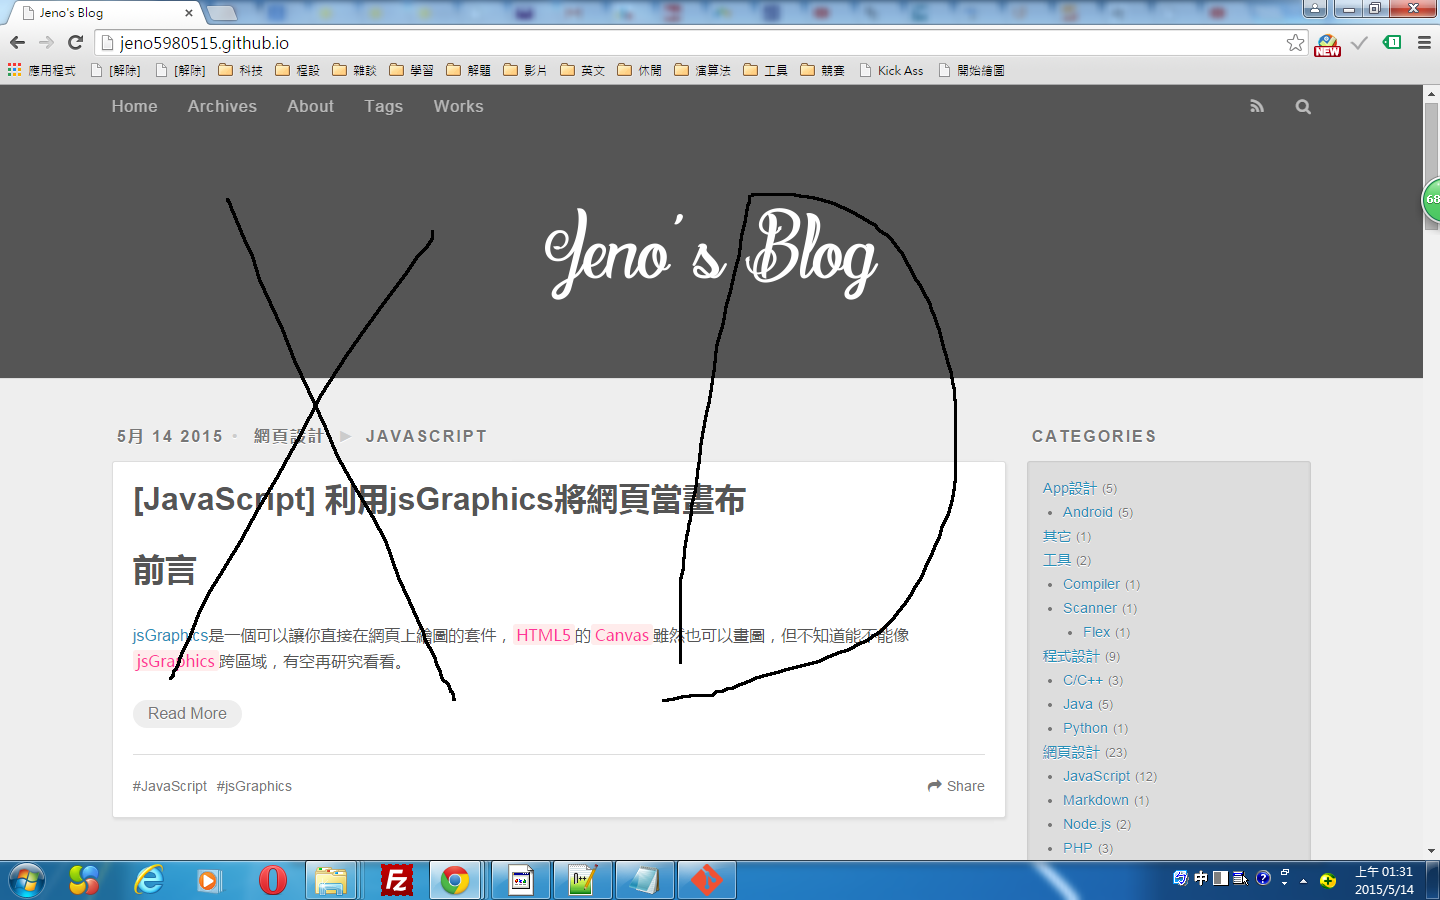 Jeno's Blog
jeno5980515.github.io
NEW
1
應用程式 [解除] [解除] 科技 程設 雜談 學習 解題 影片 英文 休閒 演算法 工具 競賽 Kick Ass 開始繪圖
Home Archives About Tags Works
68
Jeno's Blog
XD
5月 14 2015 • 網頁設計 ▶ JAVASCRIPT
[JavaScript] 利用jsGraphics將網頁當畫布
前言
jsGraphics是一個可以讓你直接在網頁上繪圖的套件，HTML5 的 Canvas 雖然也可以畫圖，但不知道能不能像
jsGraphics 跨區域，有空再研究看看。
Read More
#JavaScript #jsGraphics
Share
CATEGORIES
App設計 (5)
Android (5)
其它 (1)
工具 (2)
Compiler (1)
Scanner (1)
Flex (1)
程式設計 (9)
C/C++ (3)
Java (5)
Python (1)
網頁設計 (23)
JavaScript (12)
Markdown (1)
Node.js (2)
PHP (3)
Fz
中
上午 01:31
2015/5/14